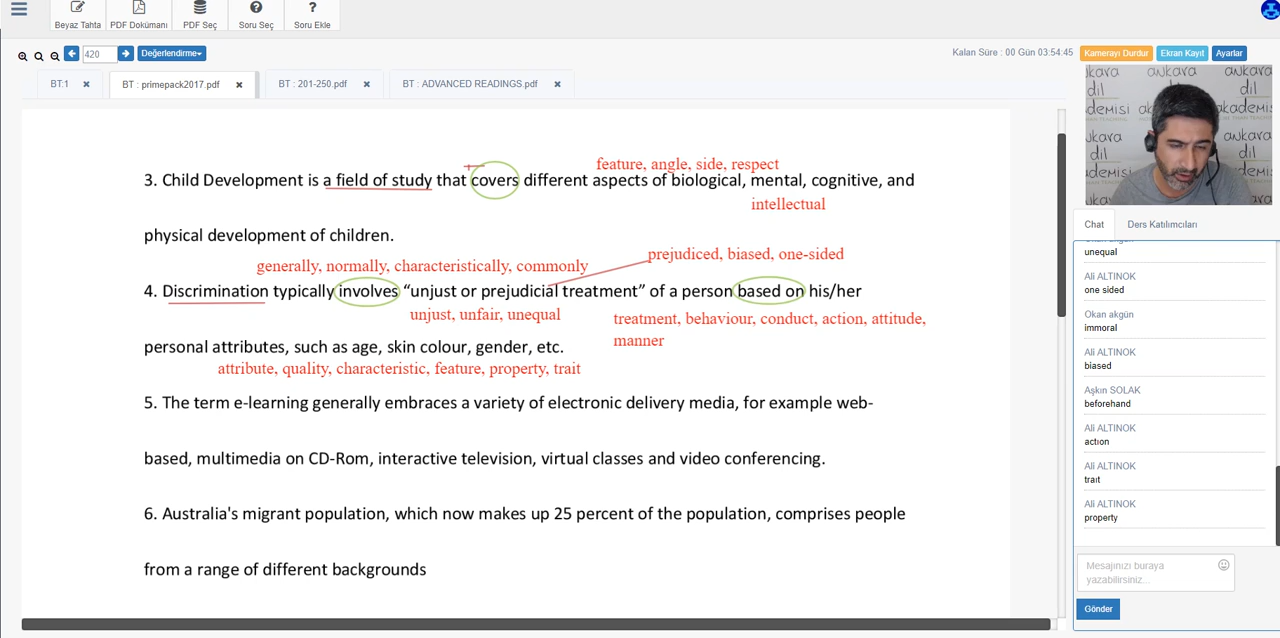 Beyaz Tahta PDF Dokümanı PDF Seç Soru Seç Soru Ekle
420 Değerlendirme
Kalan Süre : 00 Gün 03:54:45 Kamerayı Durdur Ekran Kayıt Ayarlar
BT:1 BT : primepack2017.pdf BT : 201-250.pdf BT : ADVANCED READINGS.pdf
feature, angle, side, respect
3. Child Development is a field of study that covers different aspects of biological, mental, cognitive, and
intellectual
physical development of children.
prejudiced, biased, one-sided
generally, normally, characteristically, commonly
4. Discrimination typically involves “unjust or prejudicial treatment” of a person based on his/her
unjust, unfair, unequal
treatment, behaviour, conduct, action, attitude,
manner
personal attributes, such as age, skin colour, gender, etc.
attribute, quality, characteristic, feature, property, trait
5. The term e-learning generally embraces a variety of electronic delivery media, for example web-
based, multimedia on CD-Rom, interactive television, virtual classes and video conferencing.
6. Australia's migrant population, which now makes up 25 percent of the population, comprises people
from a range of different backgrounds
ankara
dil
akademisi
Chat Ders Katılımcıları
Okan akgün
unequal
Ali ALTINOK
one sided
Okan akgün
immoral
Ali ALTINOK
biased
Aşkın SOLAK
beforehand
Ali ALTINOK
actıon
Ali ALTINOK
traıt
Ali ALTINOK
property
Mesajınızı buraya
yazabilirsiniz...
Gönder